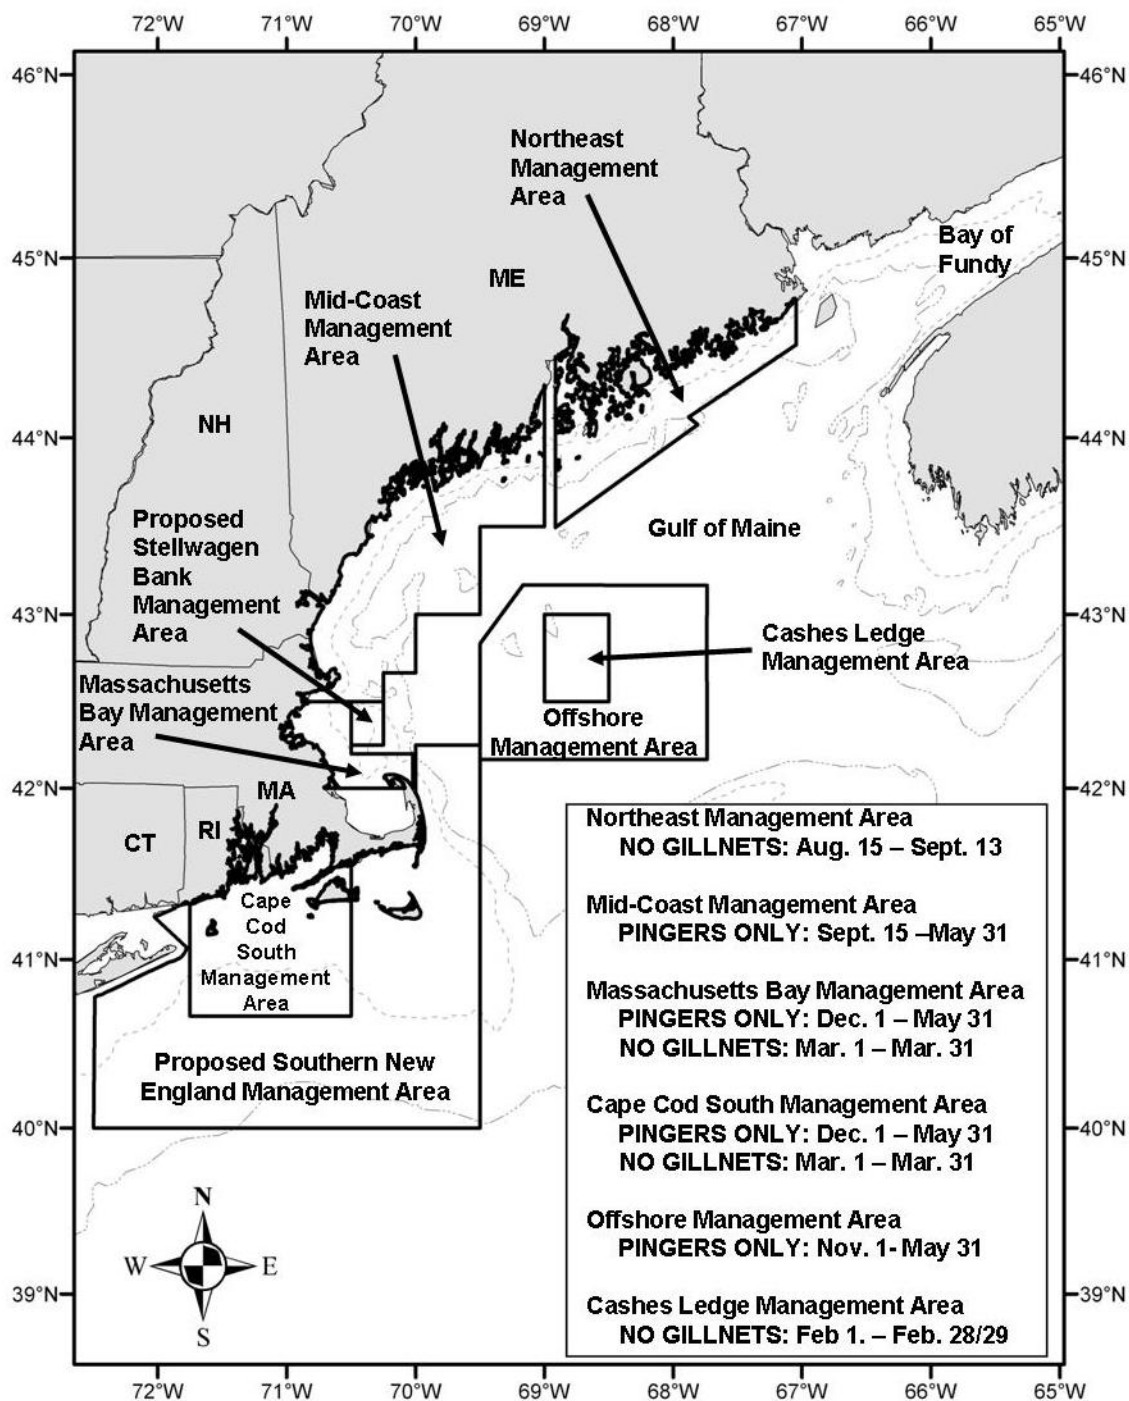 72°W 71°W 70°W 69°W 68°W 67°W 66°W 65°W
46°N 46°N
Northeast
Management
Area
Bay of
Fundy
45°N 45°N
ME
Mid-Coast
Management
Area
NH
44°N 44°N
Proposed
Stellwagen
Bank
Management
Area
Gulf of Maine
43°N 43°N
Cashes Ledge
Management Area
Massachusetts
Bay Management
Area
Offshore
Management Area
42°N 42°N
MA
RI
CT
Cape
Cod
South
Management
Area
41°N 41°N
Proposed Southern New
England Management Area
40°N 40°N
Northeast Management Area
NO GILLNETS: Aug. 15 – Sept. 13
Mid-Coast Management Area
PINGERS ONLY: Sept. 15 –May 31
Massachusetts Bay Management Area
PINGERS ONLY: Dec. 1 – May 31
NO GILLNETS: Mar. 1 – Mar. 31
Cape Cod South Management Area
PINGERS ONLY: Dec. 1 – May 31
NO GILLNETS: Mar. 1 – Mar. 31
Offshore Management Area
PINGERS ONLY: Nov. 1- May 31
Cashes Ledge Management Area
NO GILLNETS: Feb 1. – Feb. 28/29
N
W E
S
39°N 39°N
72°W 71°W 70°W 69°W 68°W 67°W 66°W 65°W